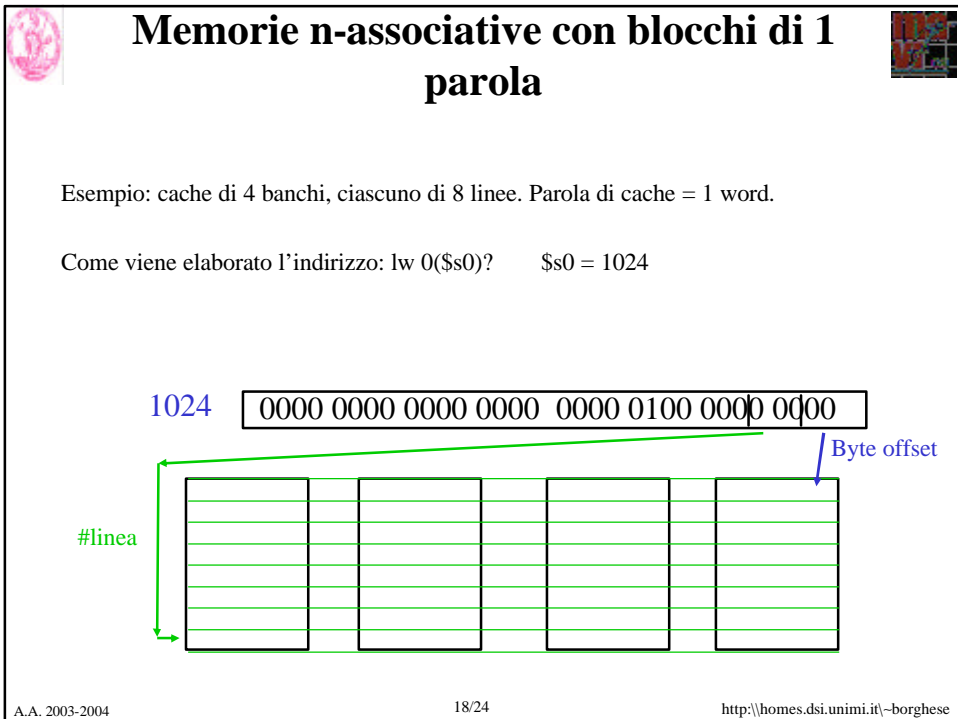 Memorie n-associative con blocchi di 1
parola
Esempio: cache di 4 banchi, ciascuno di 8 linee. Parola di cache = 1 word.
Come viene elaborato l’indirizzo: lw 0($s0)? $s0 = 1024
1024 0000 0000 0000 0000 0000 0100 0000 0000
Byte offset
#linea
A.A. 2003-2004 18/24 http:\\homes.dsi.unimi.it\~borghese